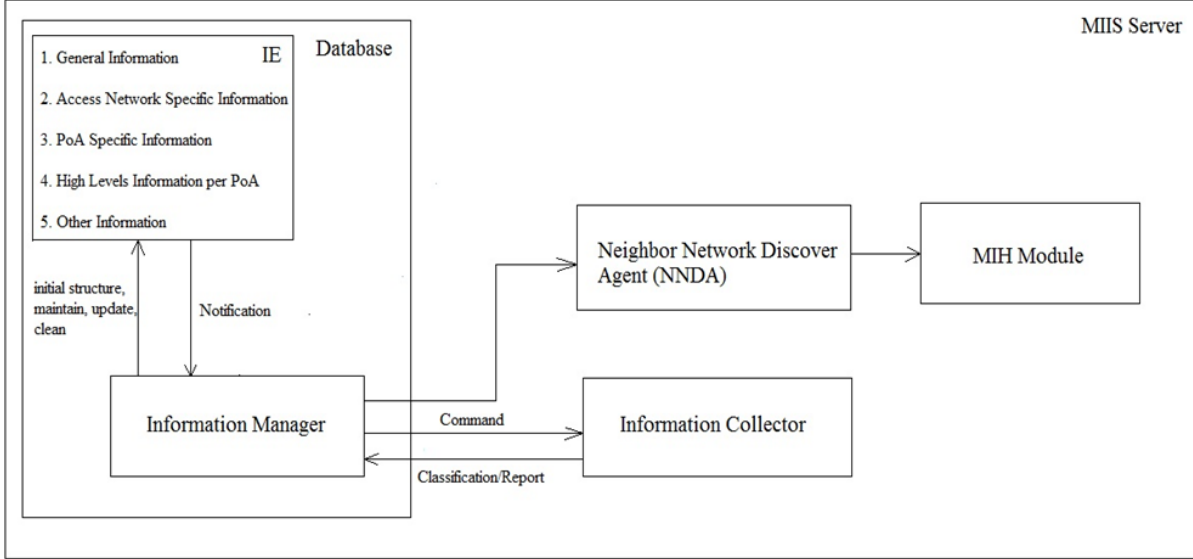 MIIS Server
Database
IE
1. General Information
2. Access Network Specific Information
3. PoA Specific Information
4. High Levels Information per PoA
5. Other Information
initial structure,
maintain, update,
clean
Notification
Neighbor Network Discover
Agent (NNDA)
MIH Module
Information Manager
Command
Classification/Report
Information Collector